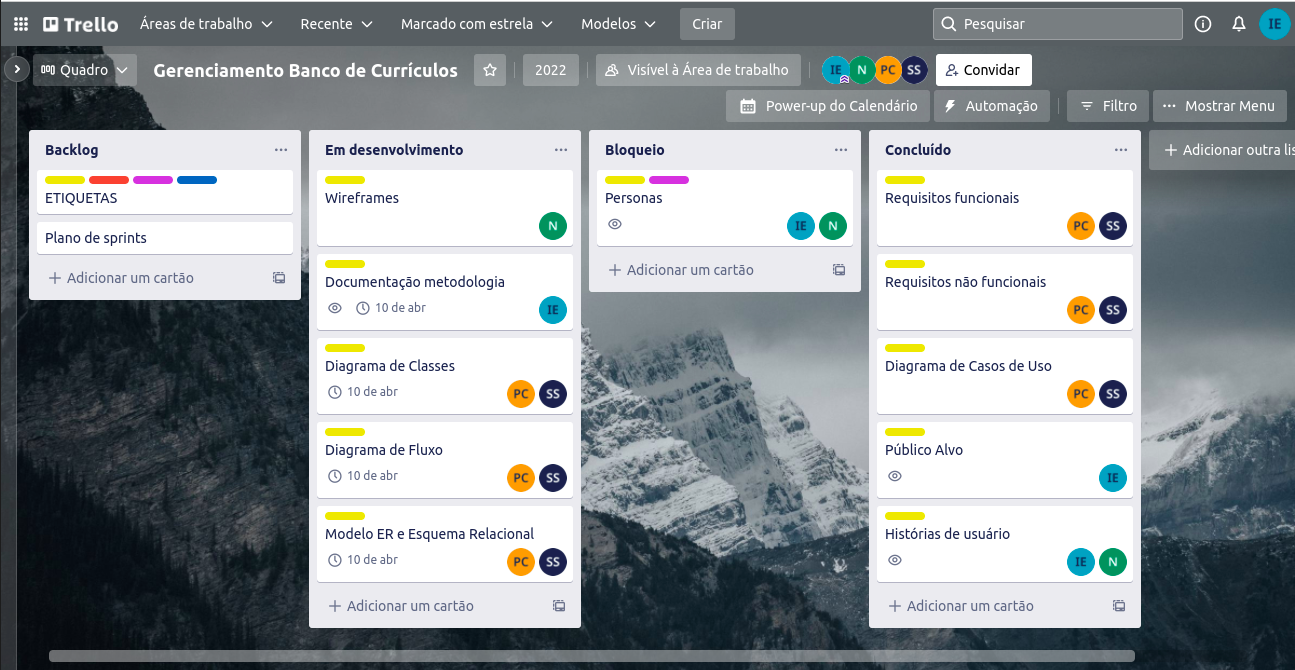 Trello Áreas de trabalho Recente Marcado com estrela Modelos Criar Pesquisar IE
Quadro Gerenciamento Banco de Currículos 2022 Visível à Área de trabalho IE N PC SS Convidar
Power-up do Calendário Automação Filtro Mostrar Menu
Backlog
ETIQUETAS
Plano de sprints
Adicionar um cartão
Em desenvolvimento
Wireframes
N
Documentação metodologia
10 de abr IE
Diagrama de Classes
10 de abr PC SS
Diagrama de Fluxo
10 de abr PC SS
Modelo ER e Esquema Relacional
10 de abr PC SS
Adicionar um cartão
Bloqueio
Personas
IE N
Adicionar um cartão
Concluído
Requisitos funcionais
PC SS
Requisitos não funcionais
PC SS
Diagrama de Casos de Uso
PC SS
Público Alvo
IE
Histórias de usuário
IE N
Adicionar um cartão
Adicionar outra lis